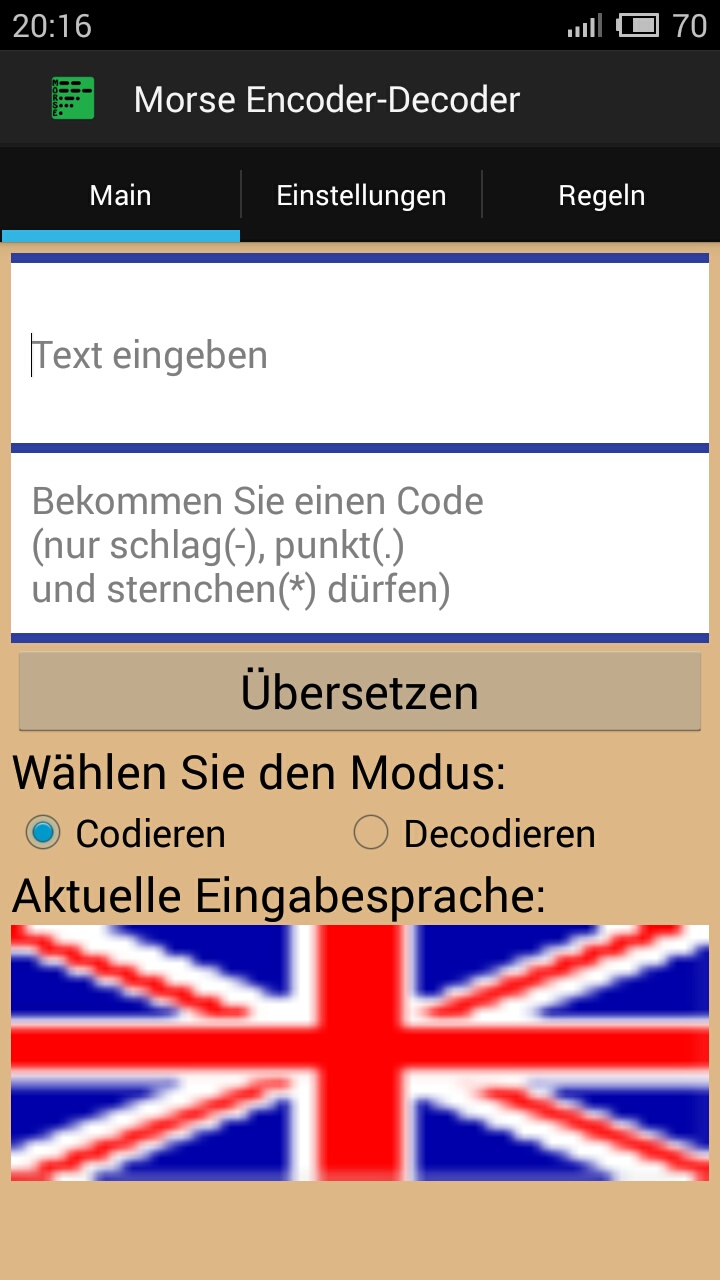 20:16 70
Morse Encoder-Decoder
Main Einstellungen Regeln
Text eingeben
Bekommen Sie einen Code
(nur schlag(-), punkt(.)
und sternchen(*) dürfen)
Übersetzen
Wählen Sie den Modus:
Codieren Decodieren
Aktuelle Eingabesprache: